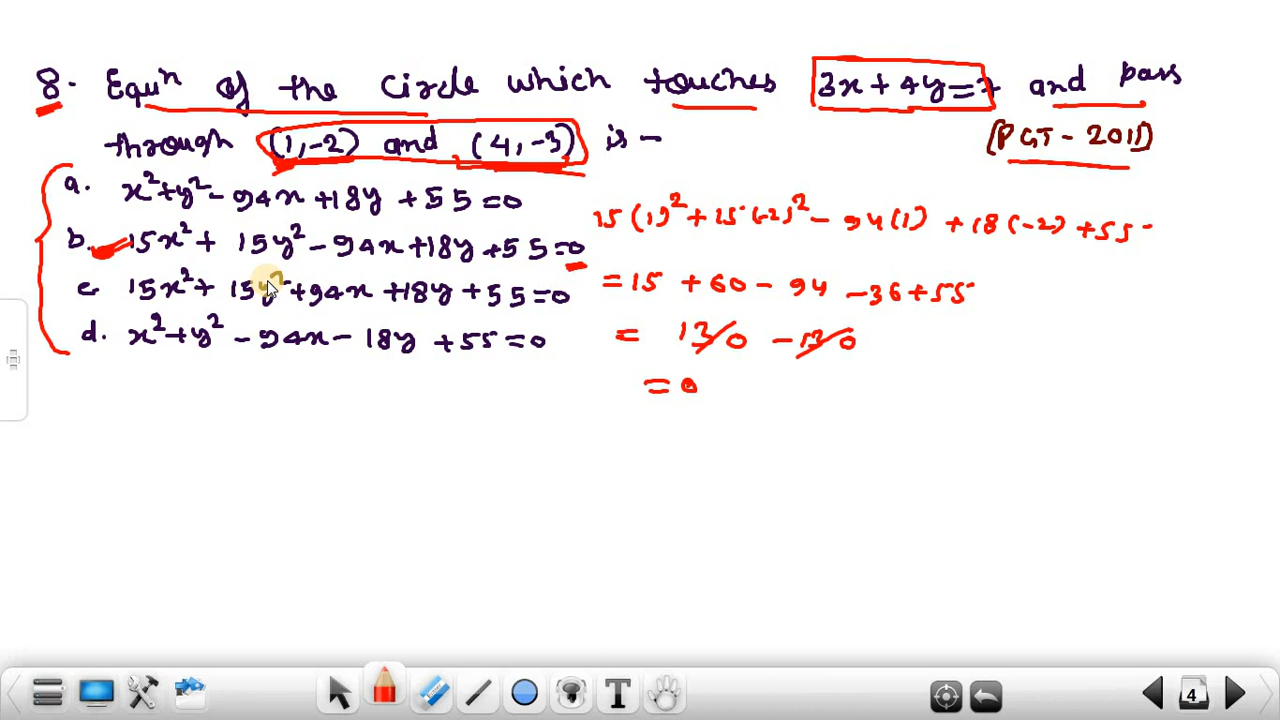 8. Equⁿ of the circle which touches 3x + 4y = 7 and pass
through (1, -2) and (4, -3) is -
[PGT - 2011]
a. x² + y² - 94x + 18y + 55 = 0
b. 15x² + 15y² - 94x + 18y + 55 = 0
c. 15x² + 15y² + 94x + 18y + 55 = 0
d. x² + y² - 94x - 18y + 55 = 0
15(1)² + 15(-2)² - 94(1) + 18(-2) + 55
= 15 + 60 - 94 - 36 + 55
= 130 - 130
= 0
T
4